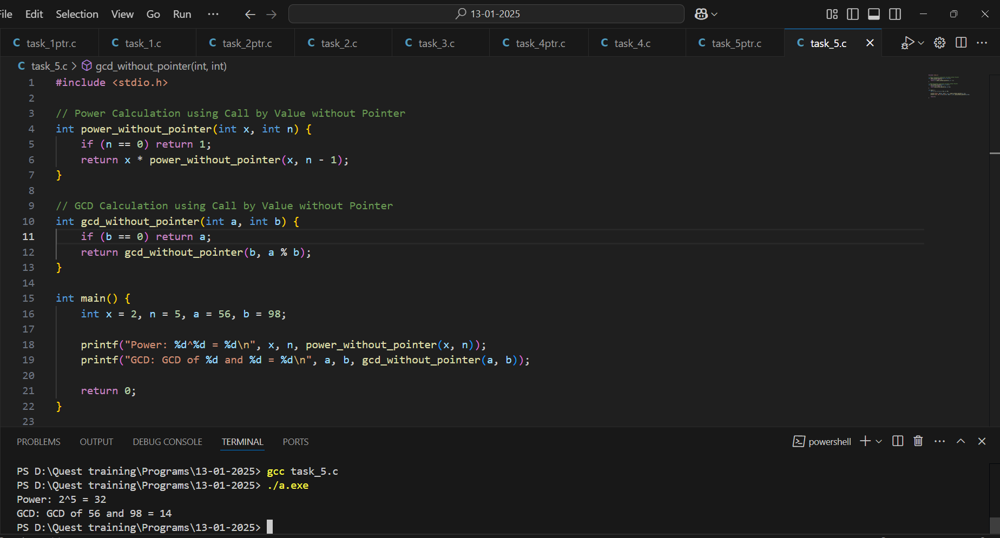 File Edit Selection View Go Run ··· 13-01-2025
C task_1ptr.c C task_1.c C task_2ptr.c C task_2.c C task_3.c C task_4ptr.c C task_4.c C task_5ptr.c C task_5.c
C task_5.c > gcd_without_pointer(int, int)
1 #include <stdio.h>
2
3 // Power Calculation using Call by Value without Pointer
4 int power_without_pointer(int x, int n) {
5     if (n == 0) return 1;
6     return x * power_without_pointer(x, n - 1);
7 }
8
9 // GCD Calculation using Call by Value without Pointer
10 int gcd_without_pointer(int a, int b) {
11     if (b == 0) return a;
12     return gcd_without_pointer(b, a % b);
13 }
14
15 int main() {
16     int x = 2, n = 5, a = 56, b = 98;
17
18     printf("Power: %d^%d = %d\n", x, n, power_without_pointer(x, n));
19     printf("GCD: GCD of %d and %d = %d\n", a, b, gcd_without_pointer(a, b));
20
21     return 0;
22 }
23
PROBLEMS OUTPUT DEBUG CONSOLE TERMINAL PORTS powershell
PS D:\Quest training\Programs\13-01-2025> gcc task_5.c
PS D:\Quest training\Programs\13-01-2025> ./a.exe
Power: 2^5 = 32
GCD: GCD of 56 and 98 = 14
PS D:\Quest training\Programs\13-01-2025>